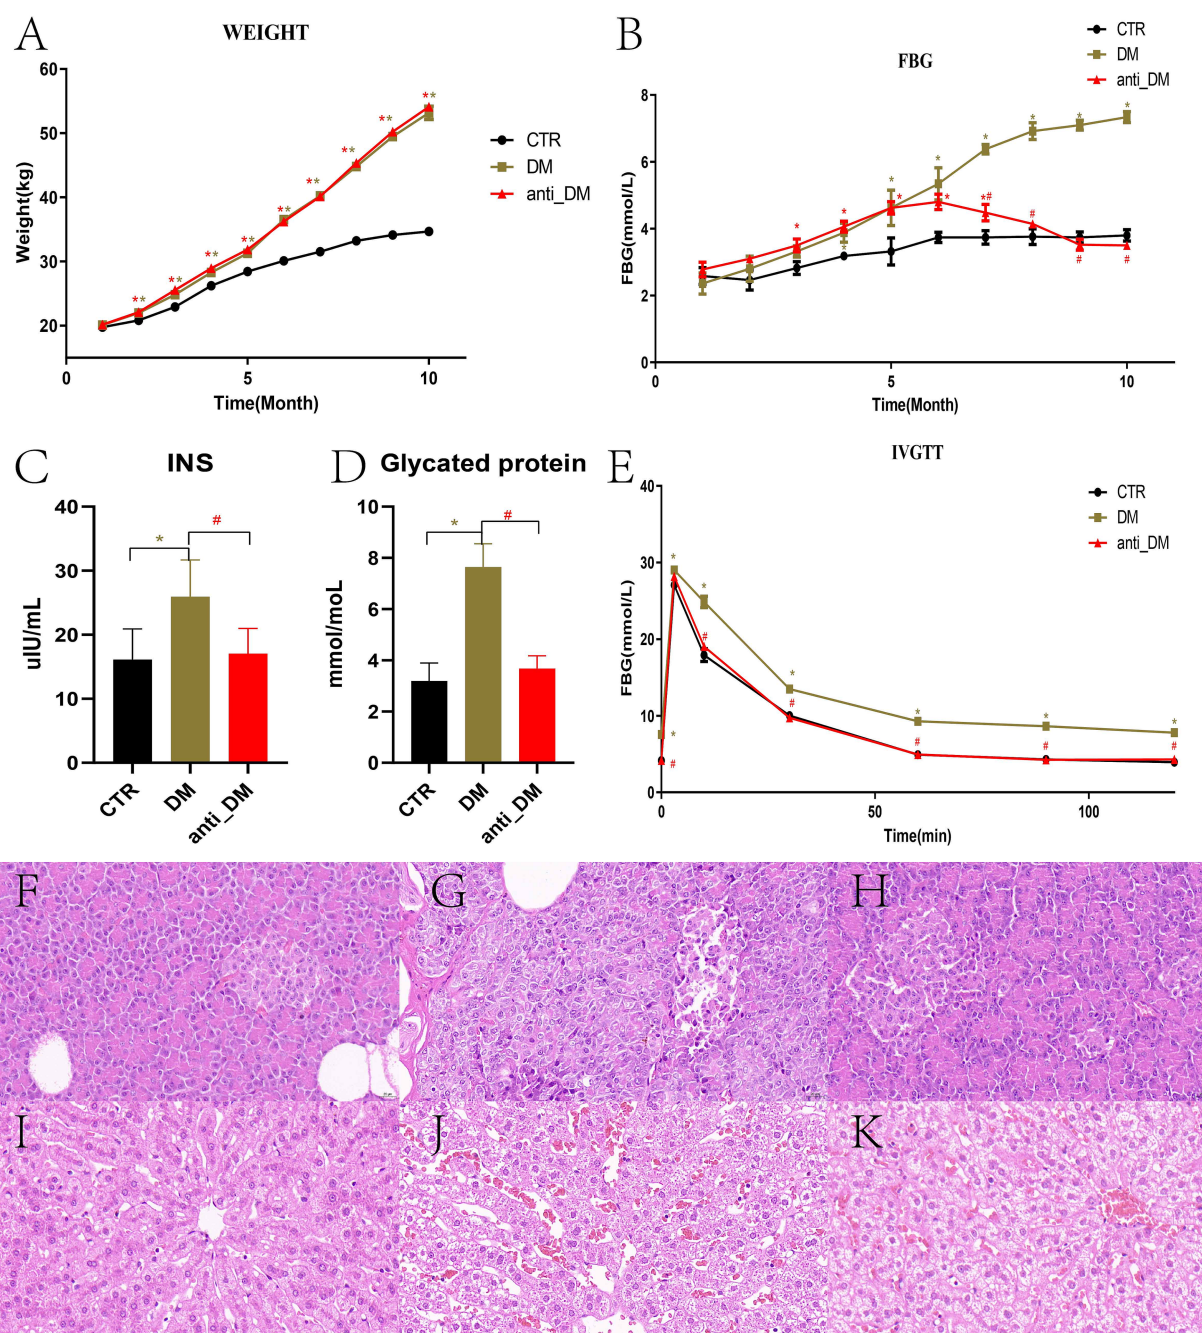 A
WEIGHT
60
50
40
30
20
0
5
10
Weight(kg)
Time(Month)
**
**
**
**
**
**
**
**
**
CTR
DM
anti_DM
B
FBG
CTR
DM
anti_DM
8
6
4
2
0
0
5
10
FBG(mmol/L)
Time(Month)
*
*
*
*
*
*
*
*
*
*
*
*
*#
#
#
#
C
INS
40
30
20
10
0
uIU/mL
*
#
CTR
DM
anti_DM
D
Glycated protein
10
8
6
4
2
0
mmol/moL
*
#
CTR
DM
anti_DM
E
IVGTT
CTR
DM
anti_DM
40
30
20
10
0
0
50
100
FBG(mmol/L)
Time(min)
*
*
*
*
*
*
*
#
#
#
#
#
#
F
G
H
I
J
K